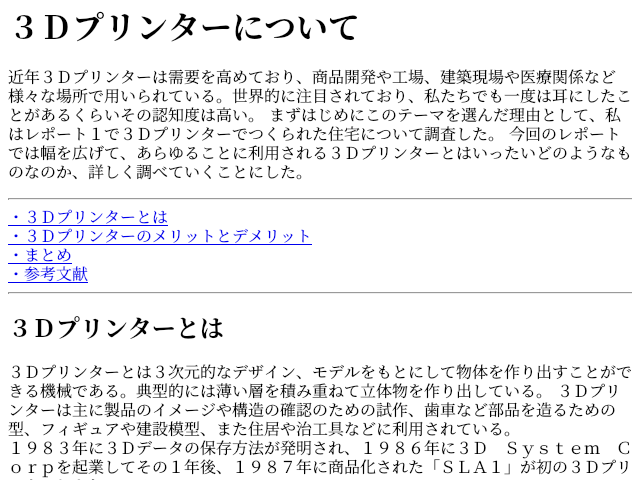 ３Ｄプリンターについて
近年３Ｄプリンターは需要を高めており、商品開発や工場、建築現場や医療関係など
様々な場所で用いられている。世界的に注目されており、私たちでも一度は耳にしたこ
とがあるくらいその認知度は高い。 まずはじめにこのテーマを選んだ理由として、私
はレポート１で３Ｄプリンターでつくられた住宅について調査した。 今回のレポート
では幅を広げて、あらゆることに利用される３Ｄプリンターとはいったいどのようなも
のなのか、詳しく調べていくことにした。
・３Ｄプリンターとは
・３Ｄプリンターのメリットとデメリット
・まとめ
・参考文献
３Ｄプリンターとは
３Ｄプリンターとは３次元的なデザイン、モデルをもとにして物体を作り出すことがで
きる機械である。典型的には薄い層を積み重ねて立体物を作り出している。 ３Ｄプリ
ンターは主に製品のイメージや構造の確認のための試作、歯車など部品を造るための
型、フィギュアや建設模型、また住居や治工具などに利用されている。
１９８３年に３Ｄデータの保存方法が発明され、１９８６年に３Ｄ　Ｓｙｓｔｅｍ　Ｃ
ｏｒｐを起業してその１年後、１９８７年に商品化された「ＳＬＡ１」が初の３Ｄプリ